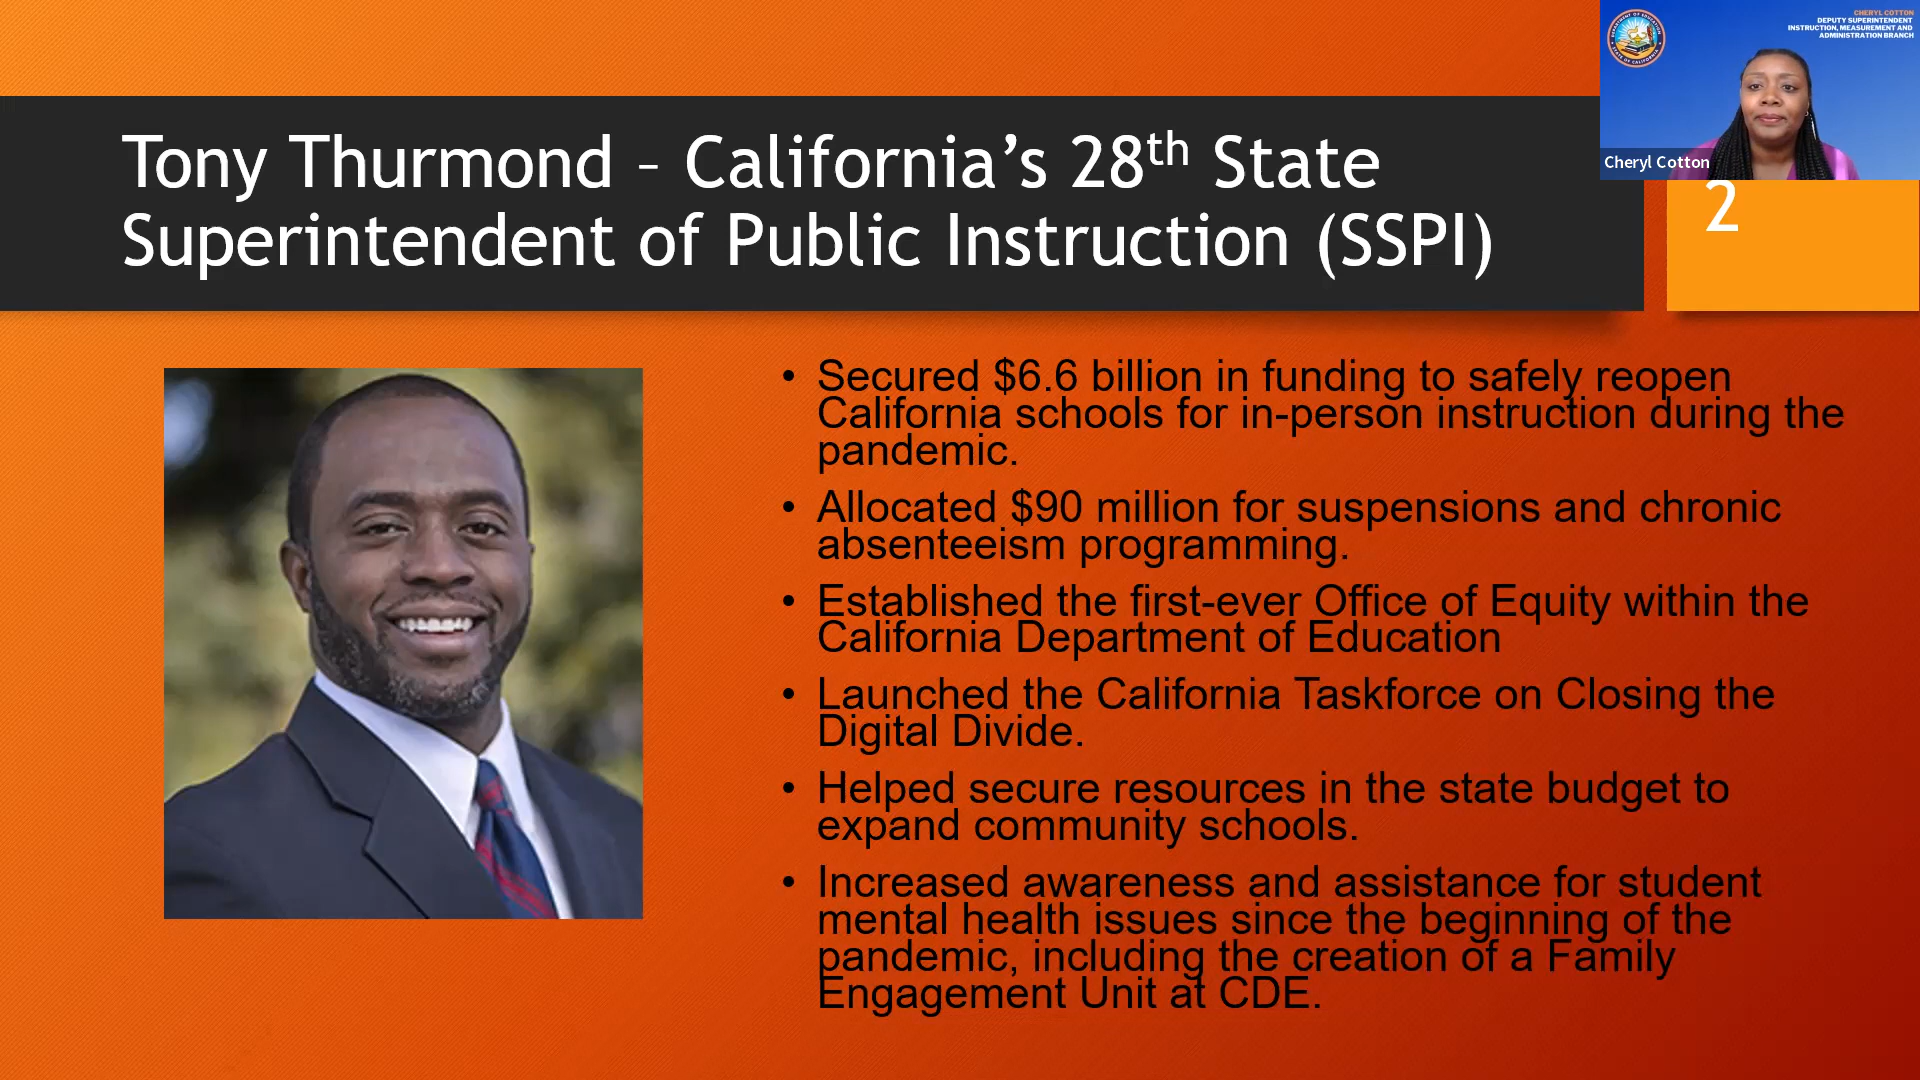 Tony Thurmond – California’s 28th State
Superintendent of Public Instruction (SSPI)
CHERYL COTTON
DEPUTY SUPERINTENDENT
INSTRUCTION, MEASUREMENT AND
ADMINISTRATION BRANCH
Cheryl Cotton
2
• Secured $6.6 billion in funding to safely reopen
California schools for in-person instruction during the
pandemic.
• Allocated $90 million for suspensions and chronic
absenteeism programming.
• Established the first-ever Office of Equity within the
California Department of Education
• Launched the California Taskforce on Closing the
Digital Divide.
• Helped secure resources in the state budget to
expand community schools.
• Increased awareness and assistance for student
mental health issues since the beginning of the
pandemic, including the creation of a Family
Engagement Unit at CDE.